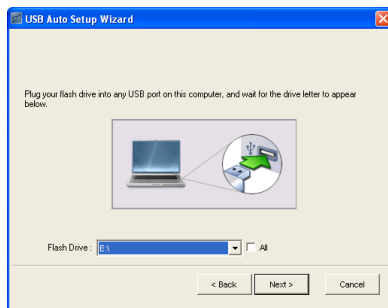 USB Auto Setup Wizard
Plug your flash drive into any USB port on this computer, and wait for the drive letter to appear
below.
Flash Drive : E:\ All
< Back Next > Cancel